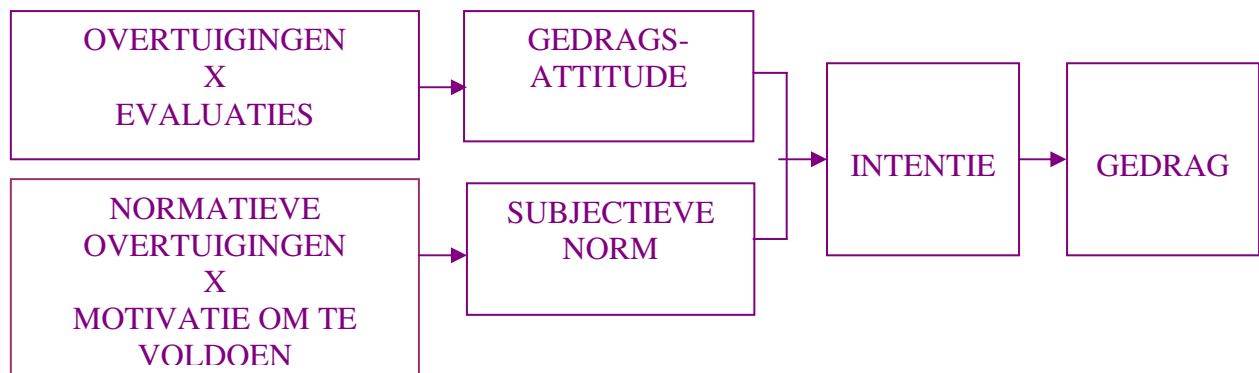 OVERTUIGINGEN
X
EVALUATIES
GEDRAGS-
ATTITUDE
NORMATIEVE
OVERTUIGINGEN
X
MOTIVATIE OM TE
VOLDOEN
SUBJECTIEVE
NORM
INTENTIE
GEDRAG